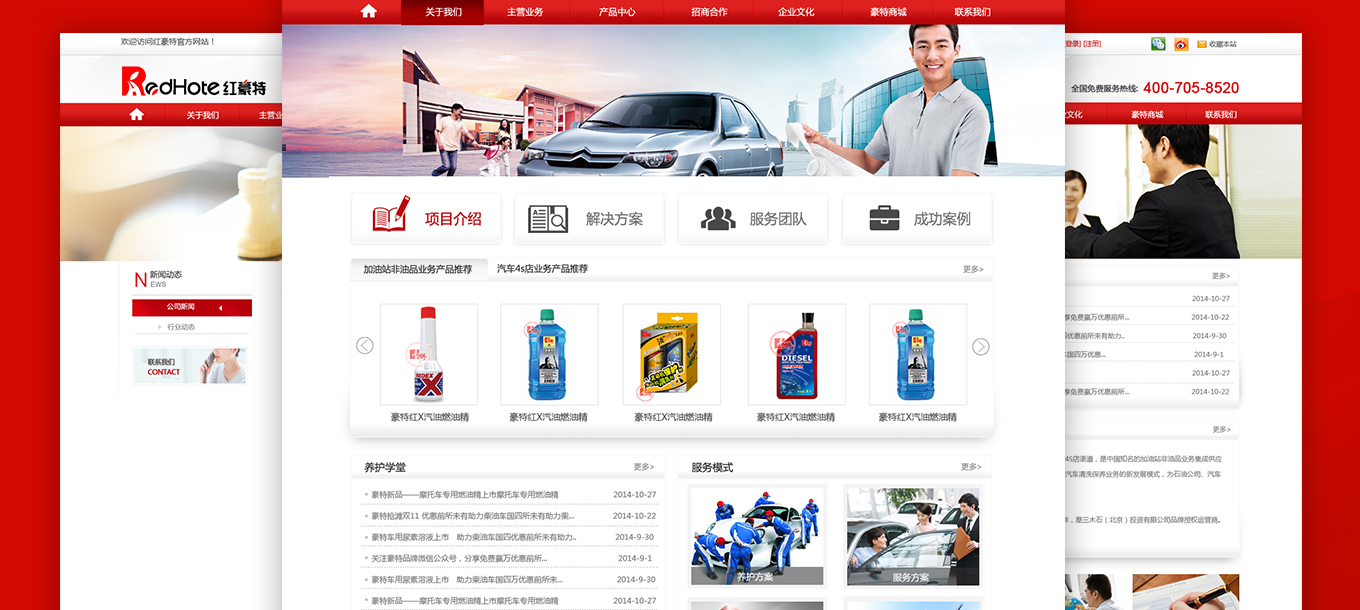 欢迎访问红豪特官方网站！
RedHote 红豪特
关于我们
主营业
N 新闻动态
EWS
公司新闻
行业动态
联系我们
CONTACT
关于我们 主营业务 产品中心 招商合作 企业文化 豪特商城 联系我们
项目介绍 解决方案 服务团队 成功案例
加油站非油品业务产品推荐 汽车4s店业务产品推荐 更多>
REDEX
DIESEL
豪特红X汽油燃油精 豪特红X汽油燃油精 豪特红X汽油燃油精 豪特红X汽油燃油精 豪特红X汽油燃油精
养护学堂 更多>
豪特新品——摩托车专用燃油精上市摩托车专用燃油精 2014-10-27
豪特抢滩双11 优惠前所未有助力柴油车国四所未有助力柴... 2014-10-22
豪特车用尿素溶液上市 助力柴油车国四优惠前所未有助力.. 2014-9-30
关注豪特品牌微信公众号，分享免费赢万优惠前所... 2014-9-1
豪特车用尿素溶液上市 助力柴油车国四万优惠前所未... 2014-9-30
豪特新品——摩托车专用燃油精上市摩托车专用燃油精 2014-10-27
服务模式 更多>
养护方案 服务方案
登录] [注册] 收藏本站
全国免费服务热线: 400-705-8520
文化 豪特商城 联系我们
更多>
2014-10-27
享免费赢万优惠前所... 2014-10-22
优惠前所未有助力.. 2014-9-30
国四万优惠... 2014-9-1
2014-10-27
享免费赢万优惠前所... 2014-10-22
更多>
4S店渠道，是中国知名的加油站非油品业务集成供应
汽车清洗保养业务的新发展模式，为石油公司、汽车
，是三木石（北京）投资有限公司品牌授权运营商。